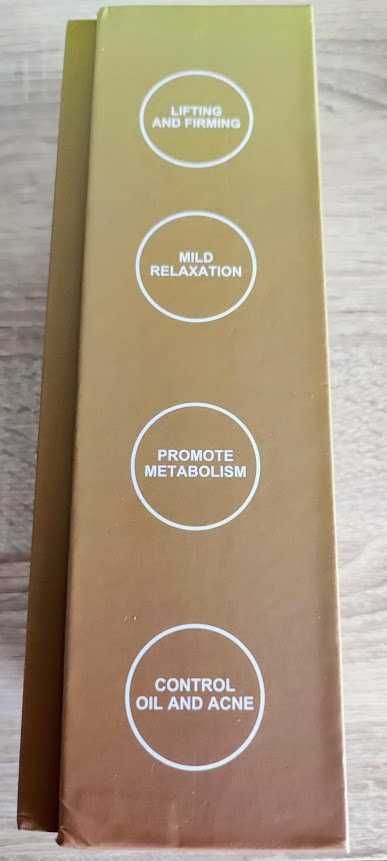 LIFTING
AND FIRMING
MILD
RELAXATION
PROMOTE
METABOLISM
CONTROL
OIL AND ACNE